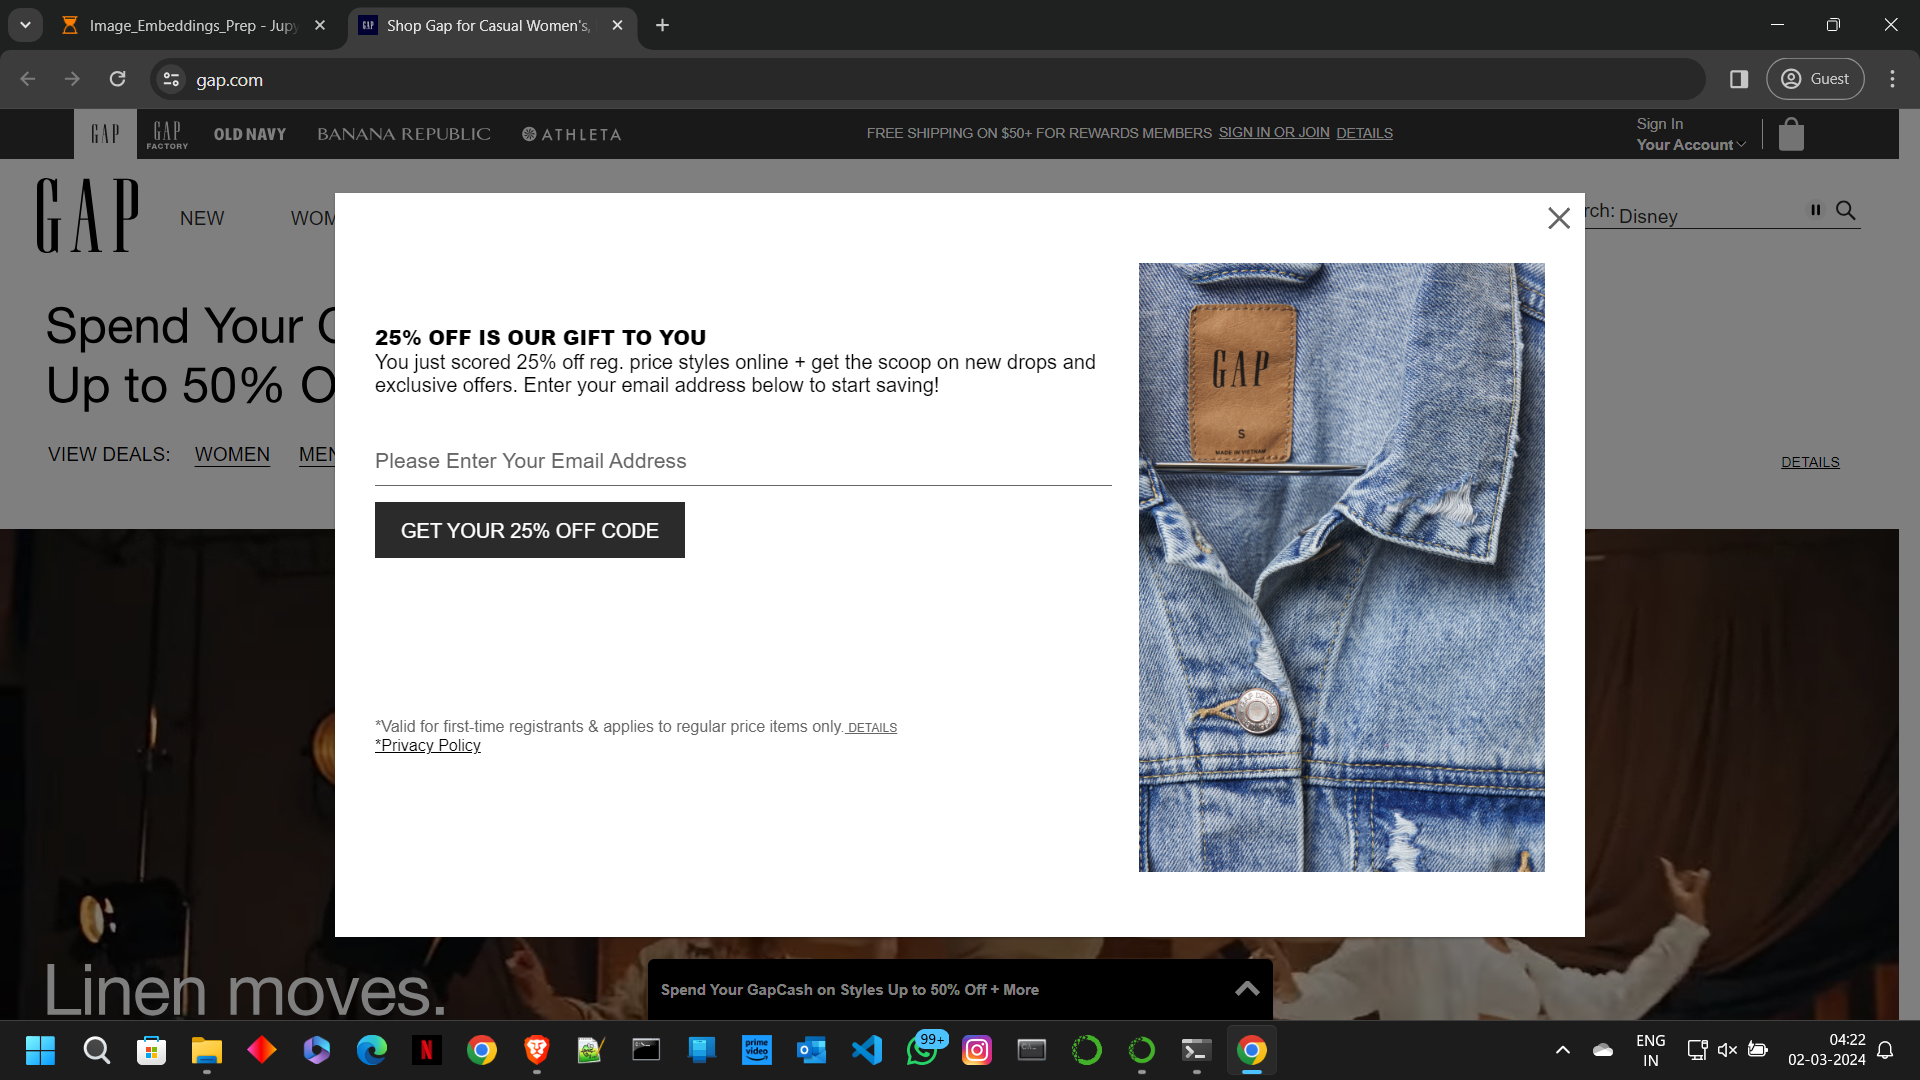 Image_Embeddings_Prep - Jupy
Shop Gap for Casual Women's,
gap.com
Guest
GAP
GAP
FACTORY
OLD NAVY
BANANA REPUBLIC
ATHLETA
FREE SHIPPING ON $50+ FOR REWARDS MEMBERS SIGN IN OR JOIN DETAILS
Sign In
Your Account
GAP
NEW
WOM
rch: Disney
Spend Your G
Up to 50% O
VIEW DEALS: WOMEN MEN
DETAILS
25% OFF IS OUR GIFT TO YOU
You just scored 25% off reg. price styles online + get the scoop on new drops and
exclusive offers. Enter your email address below to start saving!
Please Enter Your Email Address
GET YOUR 25% OFF CODE
*Valid for first-time registrants & applies to regular price items only. DETAILS
*Privacy Policy
GAP
S
MADE IN VIETNAM
Linen moves.
Spend Your GapCash on Styles Up to 50% Off + More
prime
video
99+
ENG
IN
04:22
02-03-2024